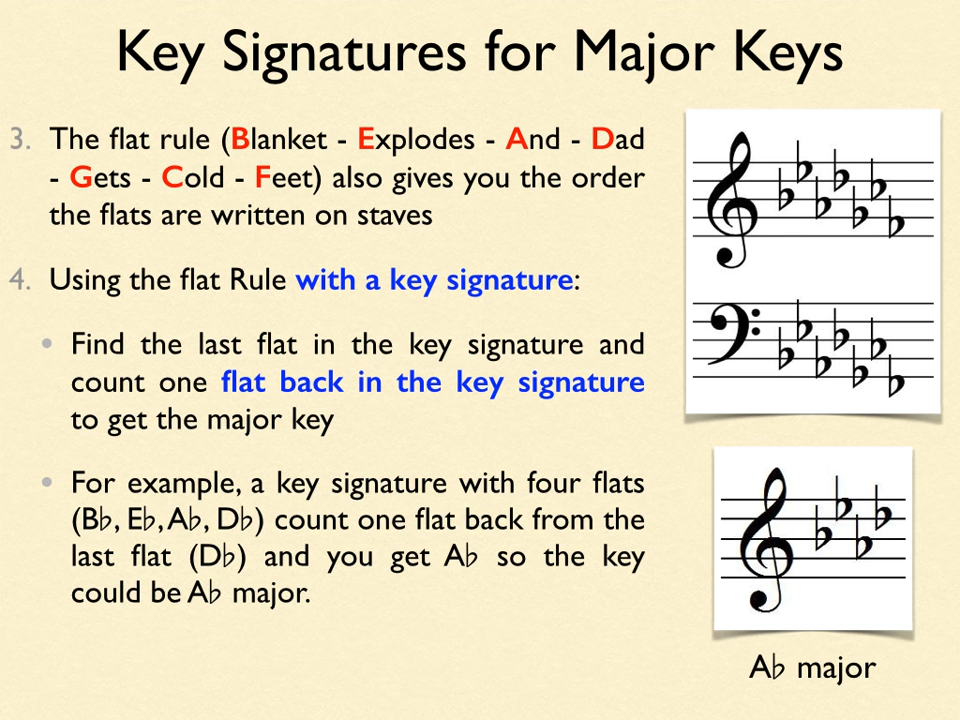 Key Signatures for Major Keys
3. The flat rule (Blanket - Explodes - And - Dad
- Gets - Cold - Feet) also gives you the order
the flats are written on staves
4. Using the flat Rule with a key signature:
• Find the last flat in the key signature and
count one flat back in the key signature
to get the major key
• For example, a key signature with four flats
(B♭, E♭, A♭, D♭) count one flat back from the
last flat (D♭) and you get A♭ so the key
could be A♭ major.
A♭ major